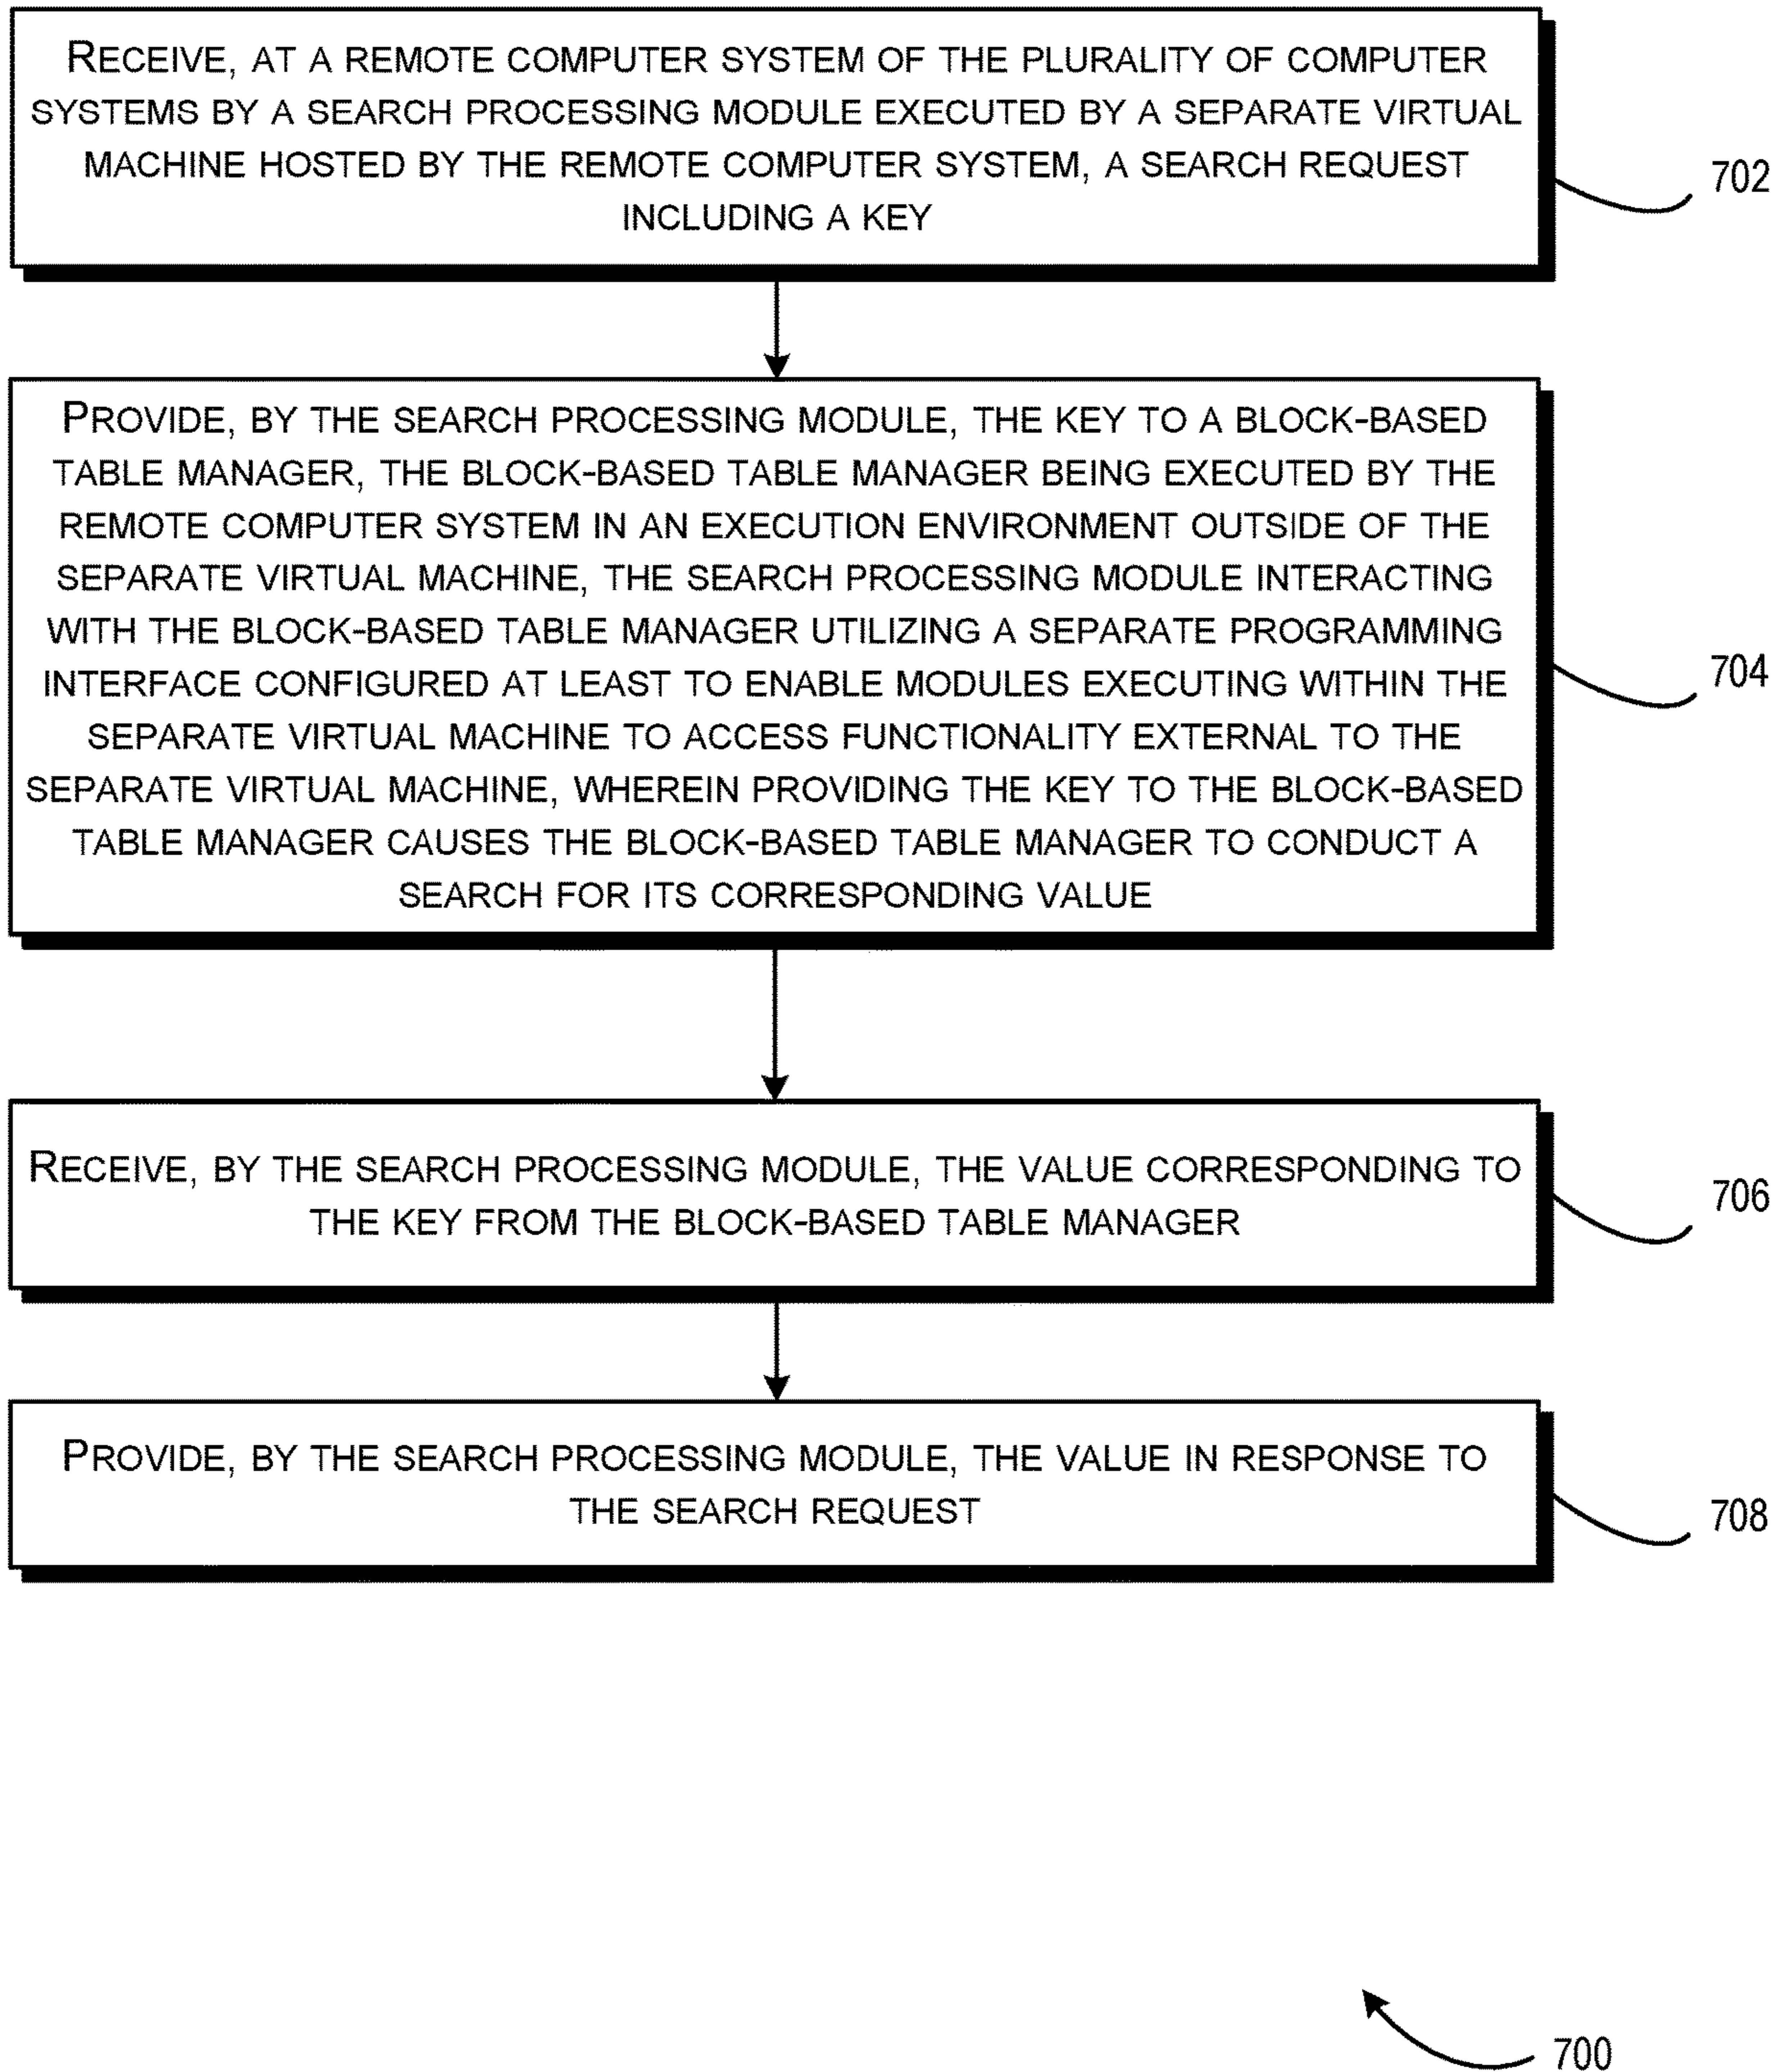 RECEIVE, AT A REMOTE COMPUTER SYSTEM OF THE PLURALITY OF COMPUTER
SYSTEMS BY A SEARCH PROCESSING MODULE EXECUTED BY A SEPARATE VIRTUAL
MACHINE HOSTED BY THE REMOTE COMPUTER SYSTEM, A SEARCH REQUEST
INCLUDING A KEY
702
PROVIDE, BY THE SEARCH PROCESSING MODULE, THE KEY TO A BLOCK-BASED
TABLE MANAGER, THE BLOCK-BASED TABLE MANAGER BEING EXECUTED BY THE
REMOTE COMPUTER SYSTEM IN AN EXECUTION ENVIRONMENT OUTSIDE OF THE
SEPARATE VIRTUAL MACHINE, THE SEARCH PROCESSING MODULE INTERACTING
WITH THE BLOCK-BASED TABLE MANAGER UTILIZING A SEPARATE PROGRAMMING
INTERFACE CONFIGURED AT LEAST TO ENABLE MODULES EXECUTING WITHIN THE
SEPARATE VIRTUAL MACHINE TO ACCESS FUNCTIONALITY EXTERNAL TO THE
SEPARATE VIRTUAL MACHINE, WHEREIN PROVIDING THE KEY TO THE BLOCK-BASED
TABLE MANAGER CAUSES THE BLOCK-BASED TABLE MANAGER TO CONDUCT A
SEARCH FOR ITS CORRESPONDING VALUE
704
RECEIVE, BY THE SEARCH PROCESSING MODULE, THE VALUE CORRESPONDING TO
THE KEY FROM THE BLOCK-BASED TABLE MANAGER
706
PROVIDE, BY THE SEARCH PROCESSING MODULE, THE VALUE IN RESPONSE TO
THE SEARCH REQUEST
708
700